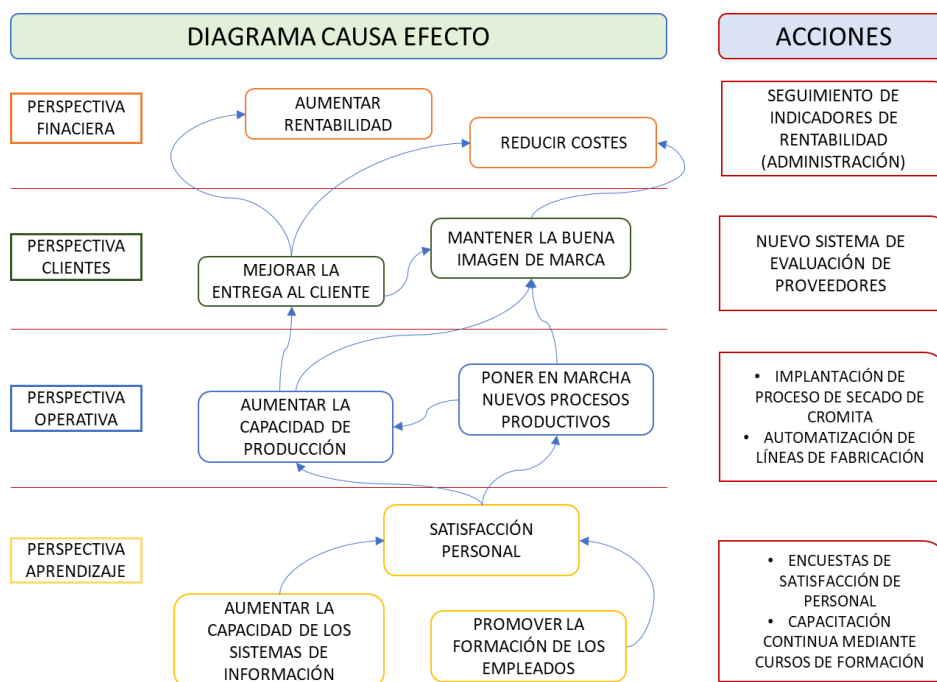 DIAGRAMA CAUSA EFECTO
ACCIONES
PERSPECTIVA
FINACIERA
AUMENTAR
RENTABILIDAD
REDUCIR COSTES
SEGUIMIENTO DE
INDICADORES DE
RENTABILIDAD
(ADMINISTRACIÓN)
PERSPECTIVA
CLIENTES
MEJORAR LA
ENTREGA AL CLIENTE
MANTENER LA BUENA
IMAGEN DE MARCA
NUEVO SISTEMA DE
EVALUACIÓN DE
PROVEEDORES
PERSPECTIVA
OPERATIVA
AUMENTAR LA
CAPACIDAD DE
PRODUCCIÓN
PONER EN MARCHA
NUEVOS PROCESOS
PRODUCTIVOS
• IMPLANTACIÓN DE
PROCESO DE SECADO DE
CROMITA
• AUTOMATIZACIÓN DE
LÍNEAS DE FABRICACIÓN
PERSPECTIVA
APRENDIZAJE
SATISFACCIÓN
PERSONAL
AUMENTAR LA
CAPACIDAD DE LOS
SISTEMAS DE
INFORMACIÓN
PROMOVER LA
FORMACIÓN DE LOS
EMPLEADOS
• ENCUESTAS DE
SATISFACCIÓN DE
PERSONAL
• CAPACITACIÓN
CONTINUA MEDIANTE
CURSOS DE FORMACIÓN